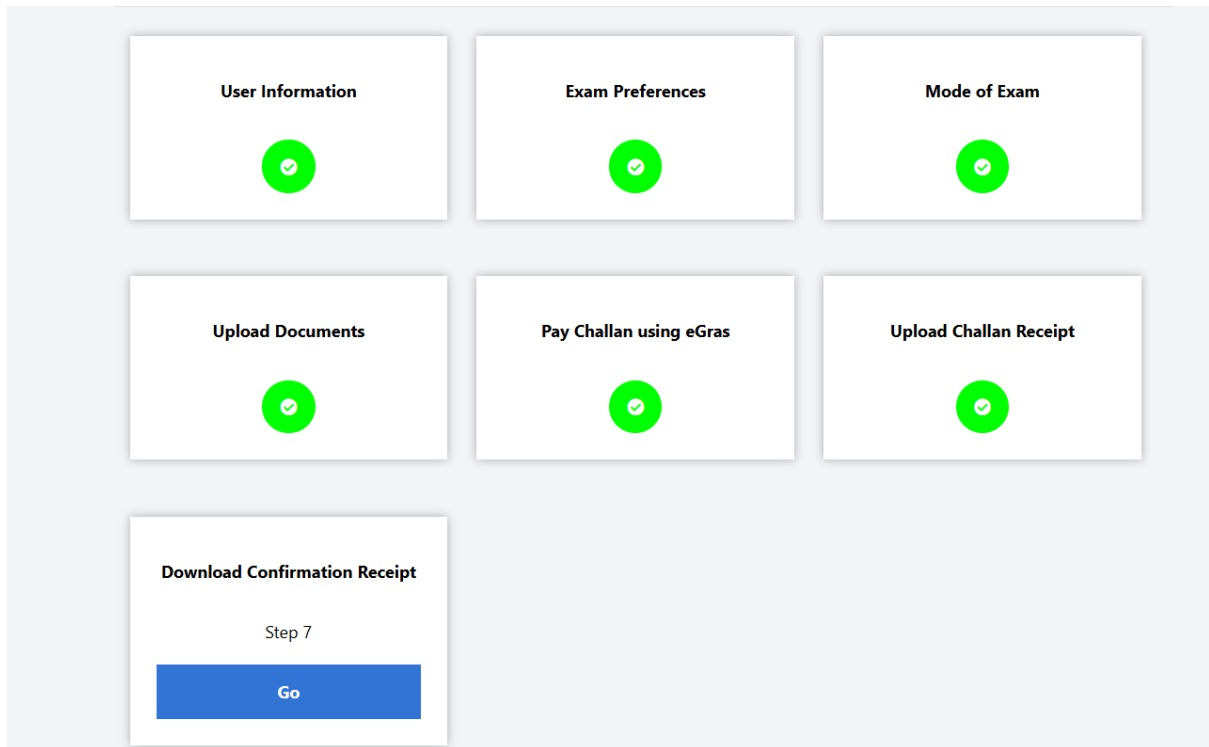 User Information
Exam Preferences
Mode of Exam
Upload Documents
Pay Challan using eGras
Upload Challan Receipt
Download Confirmation Receipt
Step 7
Go